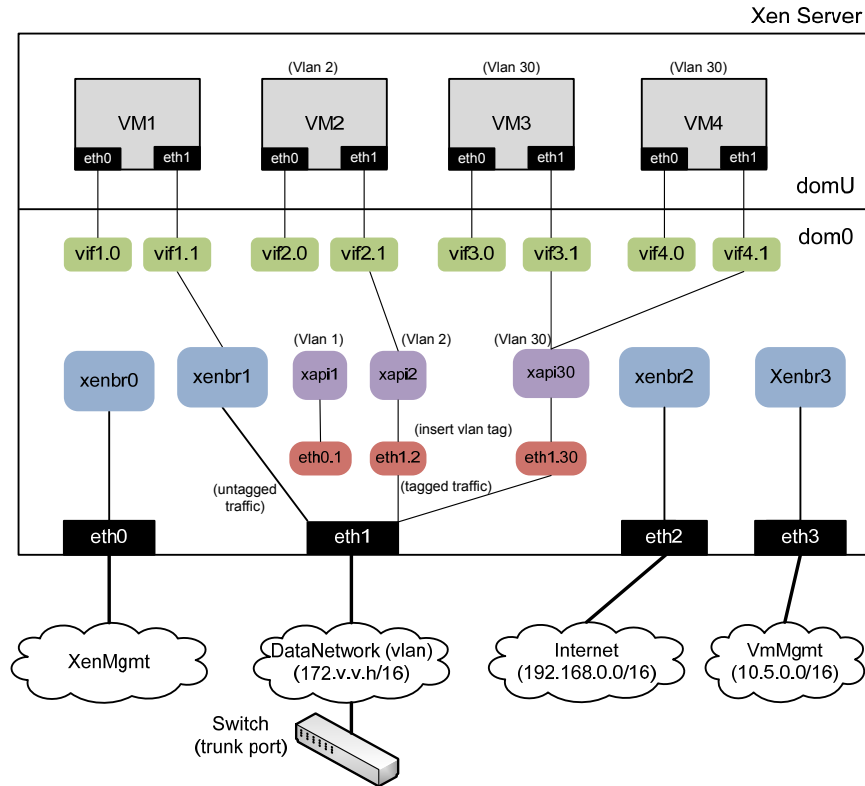 Xen Server
(Vlan 2)
(Vlan 30)
(Vlan 30)
VM1
VM2
VM3
VM4
eth0
eth1
eth0
eth1
eth0
eth1
eth0
eth1
domU
dom0
vif1.0
vif1.1
vif2.0
vif2.1
vif3.0
vif3.1
vif4.0
vif4.1
(Vlan 1)
(Vlan 2)
(Vlan 30)
xenbr0
xenbr1
xapi1
xapi2
xapi30
xenbr2
Xenbr3
(insert vlan tag)
eth0.1
eth1.2
eth1.30
(untagged
traffic)
(tagged traffic)
eth0
eth1
eth2
eth3
XenMgmt
DataNetwork (vlan)
(172.v.v.h/16)
Internet
(192.168.0.0/16)
VmMgmt
(10.5.0.0/16)
Switch
(trunk port)